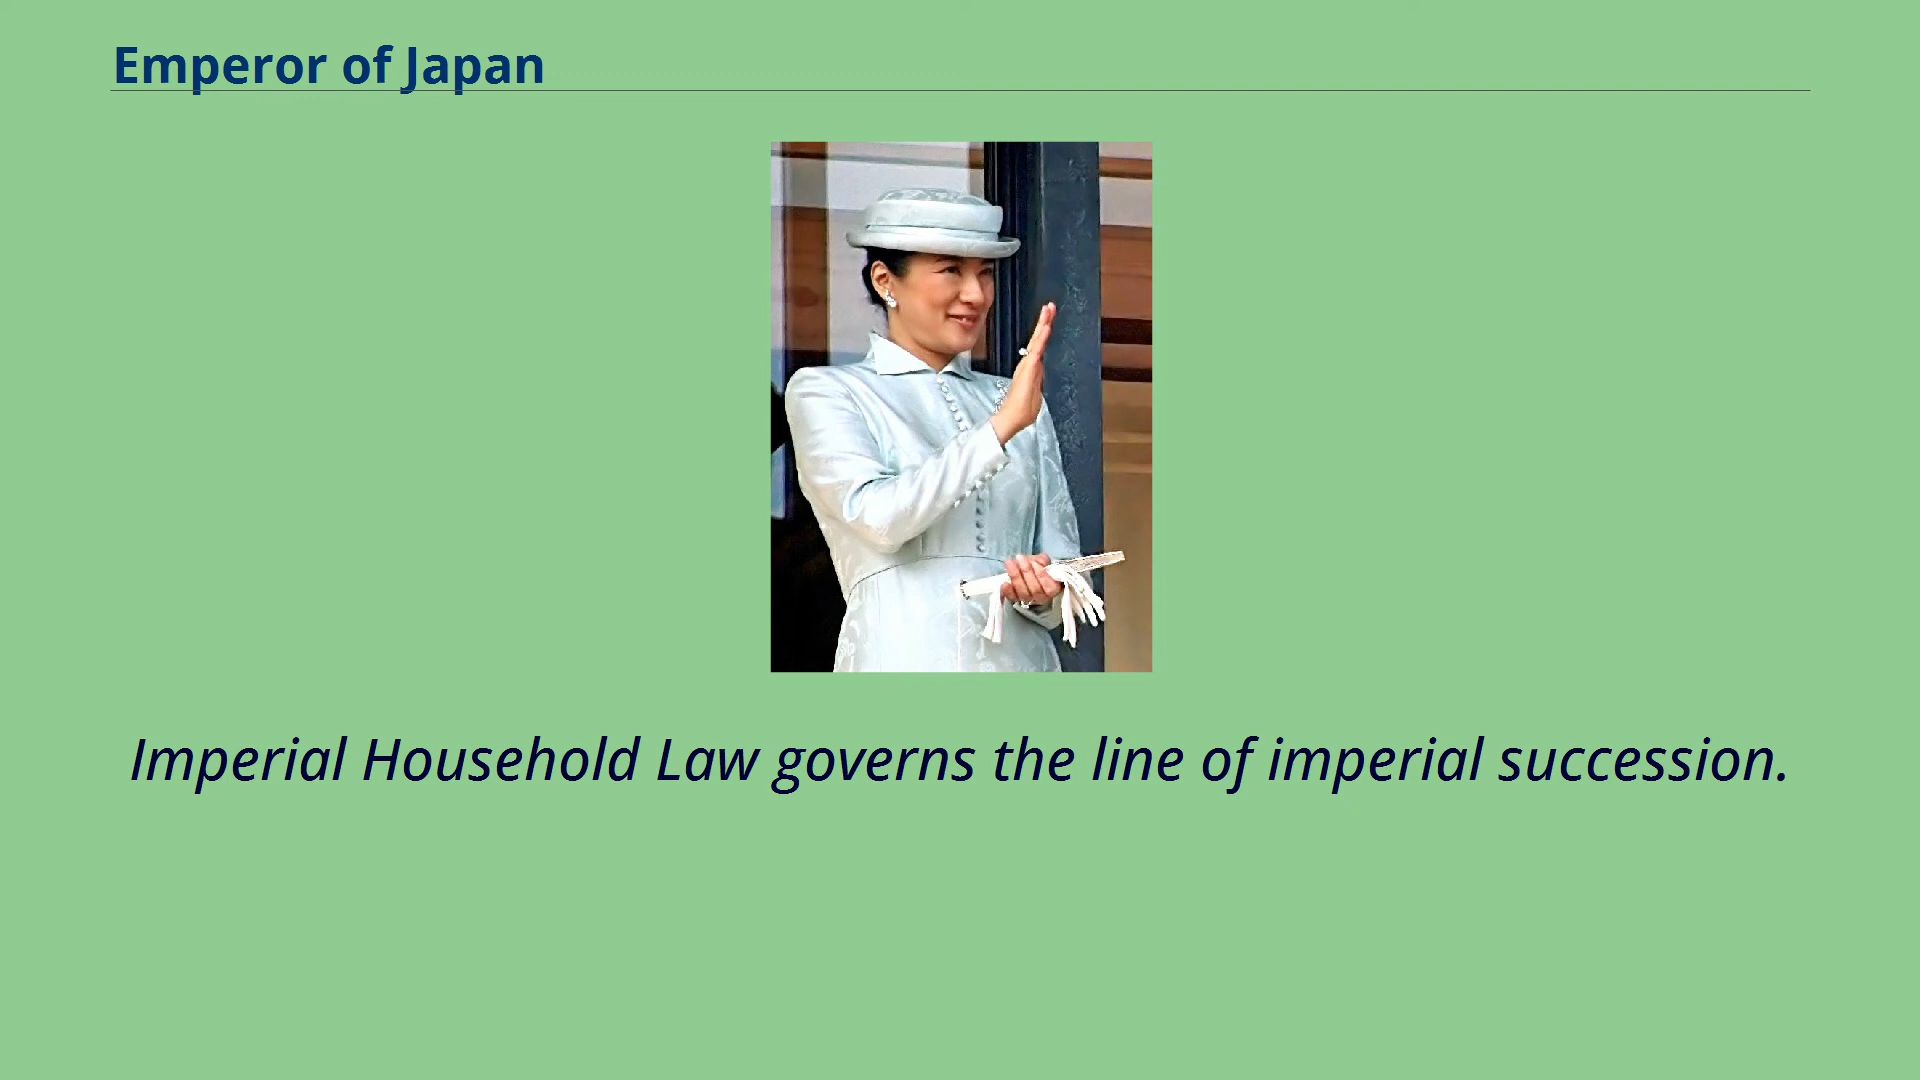 Emperor of Japan
Imperial Household Law governs the line of imperial succession.